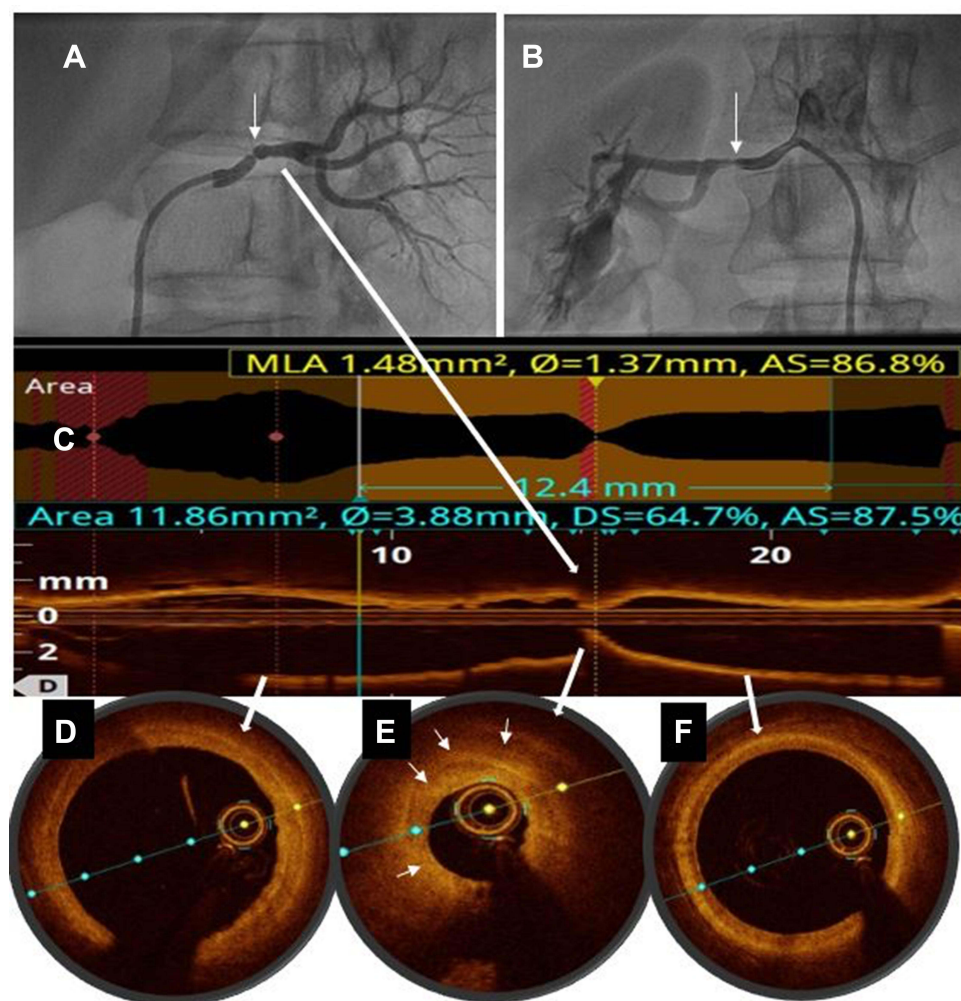 A
B
MLA 1.48mm², Ø=1.37mm, AS=86.8%
Area
C
12.4 mm
Area 11.86mm², Ø=3.88mm, DS=64.7%, AS=87.5%
10
20
mm
0
2
D
D
E
F